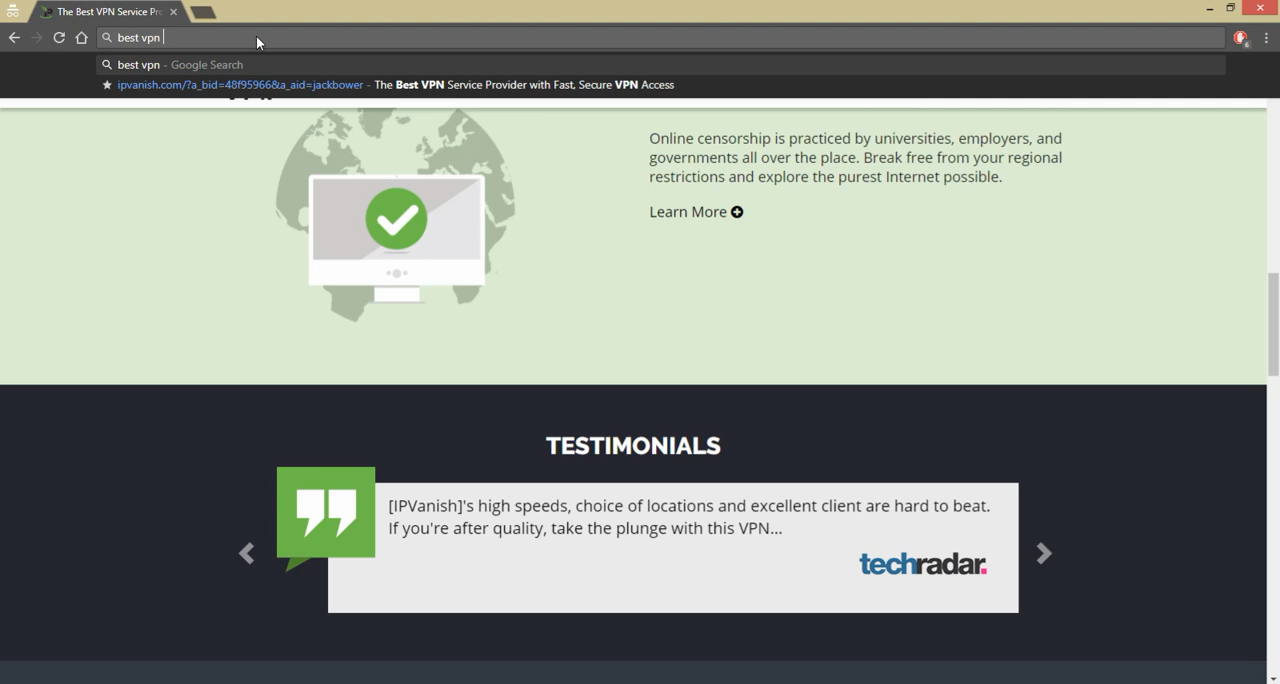 The Best VPN Service Pro
best vpn
best vpn - Google Search
ipvanish.com/?a_bid=48f95966&a_aid=jackbower - The Best VPN Service Provider with Fast, Secure VPN Access
6
Online censorship is practiced by universities, employers, and
governments all over the place. Break free from your regional
restrictions and explore the purest Internet possible.
Learn More
TESTIMONIALS
[IPVanish]'s high speeds, choice of locations and excellent client are hard to beat.
If you're after quality, take the plunge with this VPN...
techradar.